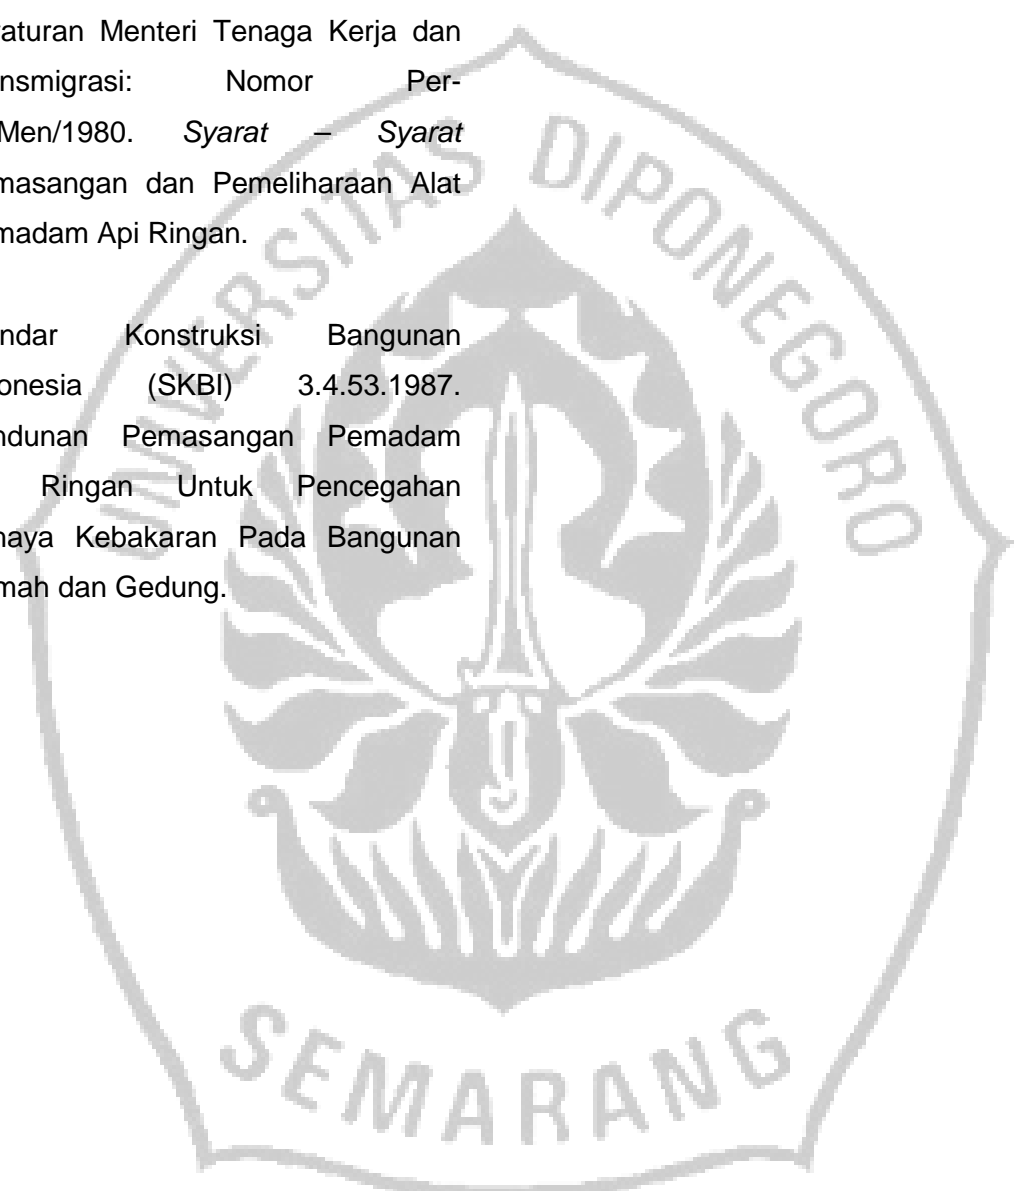 aturan Menteri Tenaga Kerja dan
nsmigrasi: Nomor Per-
Men/1980. Syarat – Syarat
masangan dan Pemeliharaan Alat
madam Api Ringan.
ndar Konstruksi Bangunan
onesia (SKBI) 3.4.53.1987.
ndunan Pemasangan Pemadam
Ringan Untuk Pencegahan
naya Kebakaran Pada Bangunan
mah dan Gedung.
UNIVERSITAS DIPONEGORO
SEMARANG